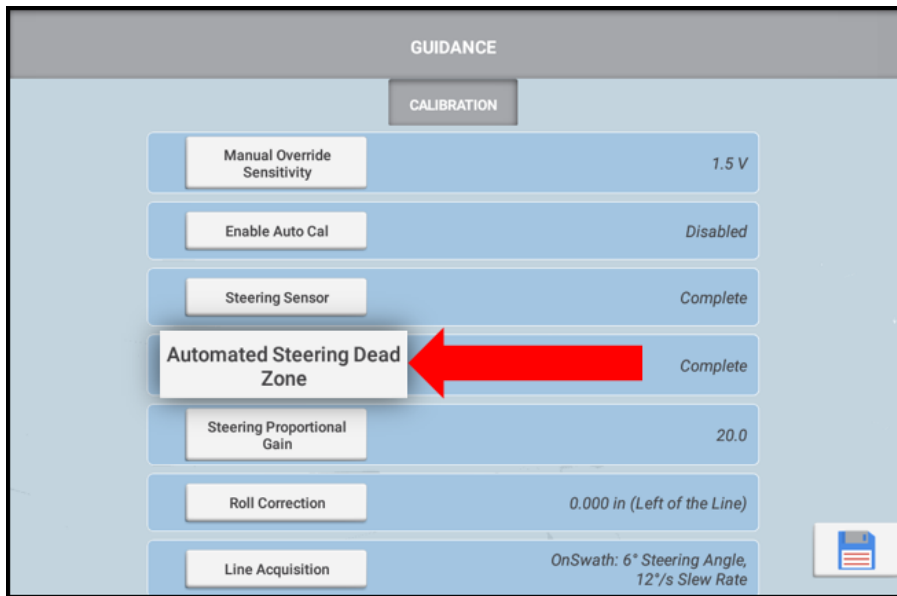 GUIDANCE
CALIBRATION
Manual Override
Sensitivity
1.5 V
Enable Auto Cal
Disabled
Steering Sensor
Complete
Automated Steering Dead
Zone
Complete
Steering Proportional
Gain
20.0
Roll Correction
0.000 in (Left of the Line)
Line Acquisition
OnSwath: 6° Steering Angle,
12°/s Slew Rate